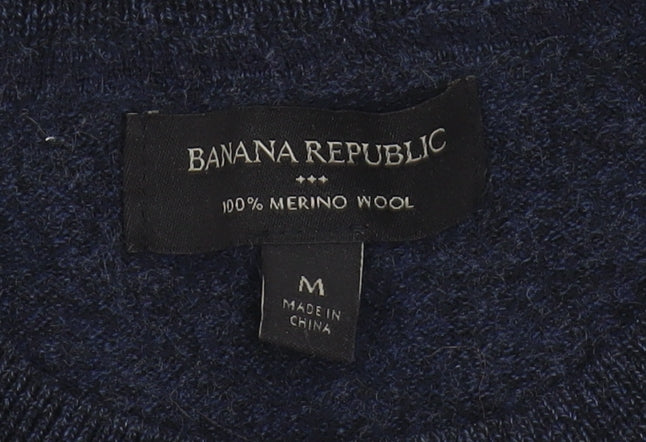 BANANA REPUBLIC
100% MERINO WOOL
M
MADE IN
CHINA